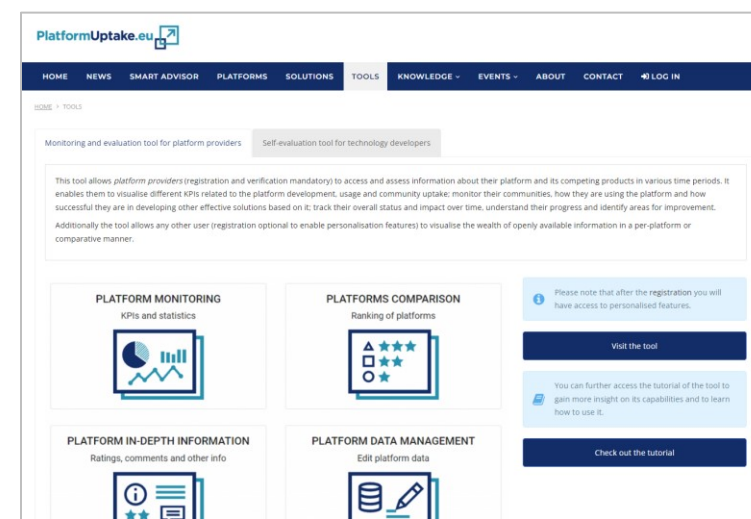 PlatformUptake.eu
HOME NEWS SMART ADVISOR PLATFORMS SOLUTIONS TOOLS KNOWLEDGE EVENTS ABOUT CONTACT LOG IN
HOME > TOOLS
Monitoring and evaluation tool for platform providers Self-evaluation tool for technology developers
This tool allows platform providers (registration and verification mandatory) to access and assess information about their platform and its competing products in various time periods. It
enables them to visualise different KPIs related to the platform development, usage and community uptake; monitor their communities, how they are using the platform and how
successful they are in developing other effective solutions based on it; track their overall status and impact over time, understand their progress and identify areas for improvement.
Additionally the tool allows any other user (registration optional to enable personalisation features) to visualise the wealth of openly available information in a per-platform or
comparative manner.
PLATFORM MONITORING
KPIs and statistics
PLATFORMS COMPARISON
Ranking of platforms
Please note that after the registration you will
have access to personalised features.
Visit the tool
You can further access the tutorial of the tool to
gain more insight on its capabilities and to learn
how to use it.
Check out the tutorial
PLATFORM IN-DEPTH INFORMATION
Ratings, comments and other info
PLATFORM DATA MANAGEMENT
Edit platform data